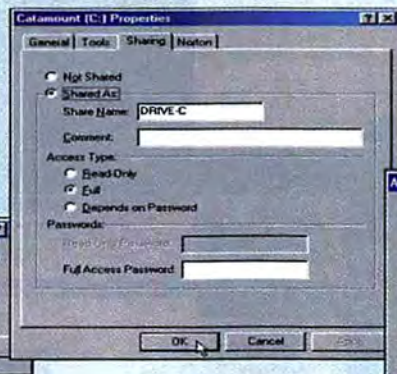 Catamount (C:) Properties
General Tools Sharing Norton
Not Shared
Shared As:
Share Name: DRIVE-C
Comment:
Access Type:
Read-Only
Full
Depends on Password
Passwords:
Read-Only Password:
Full Access Password:
OK Cancel Apply
A